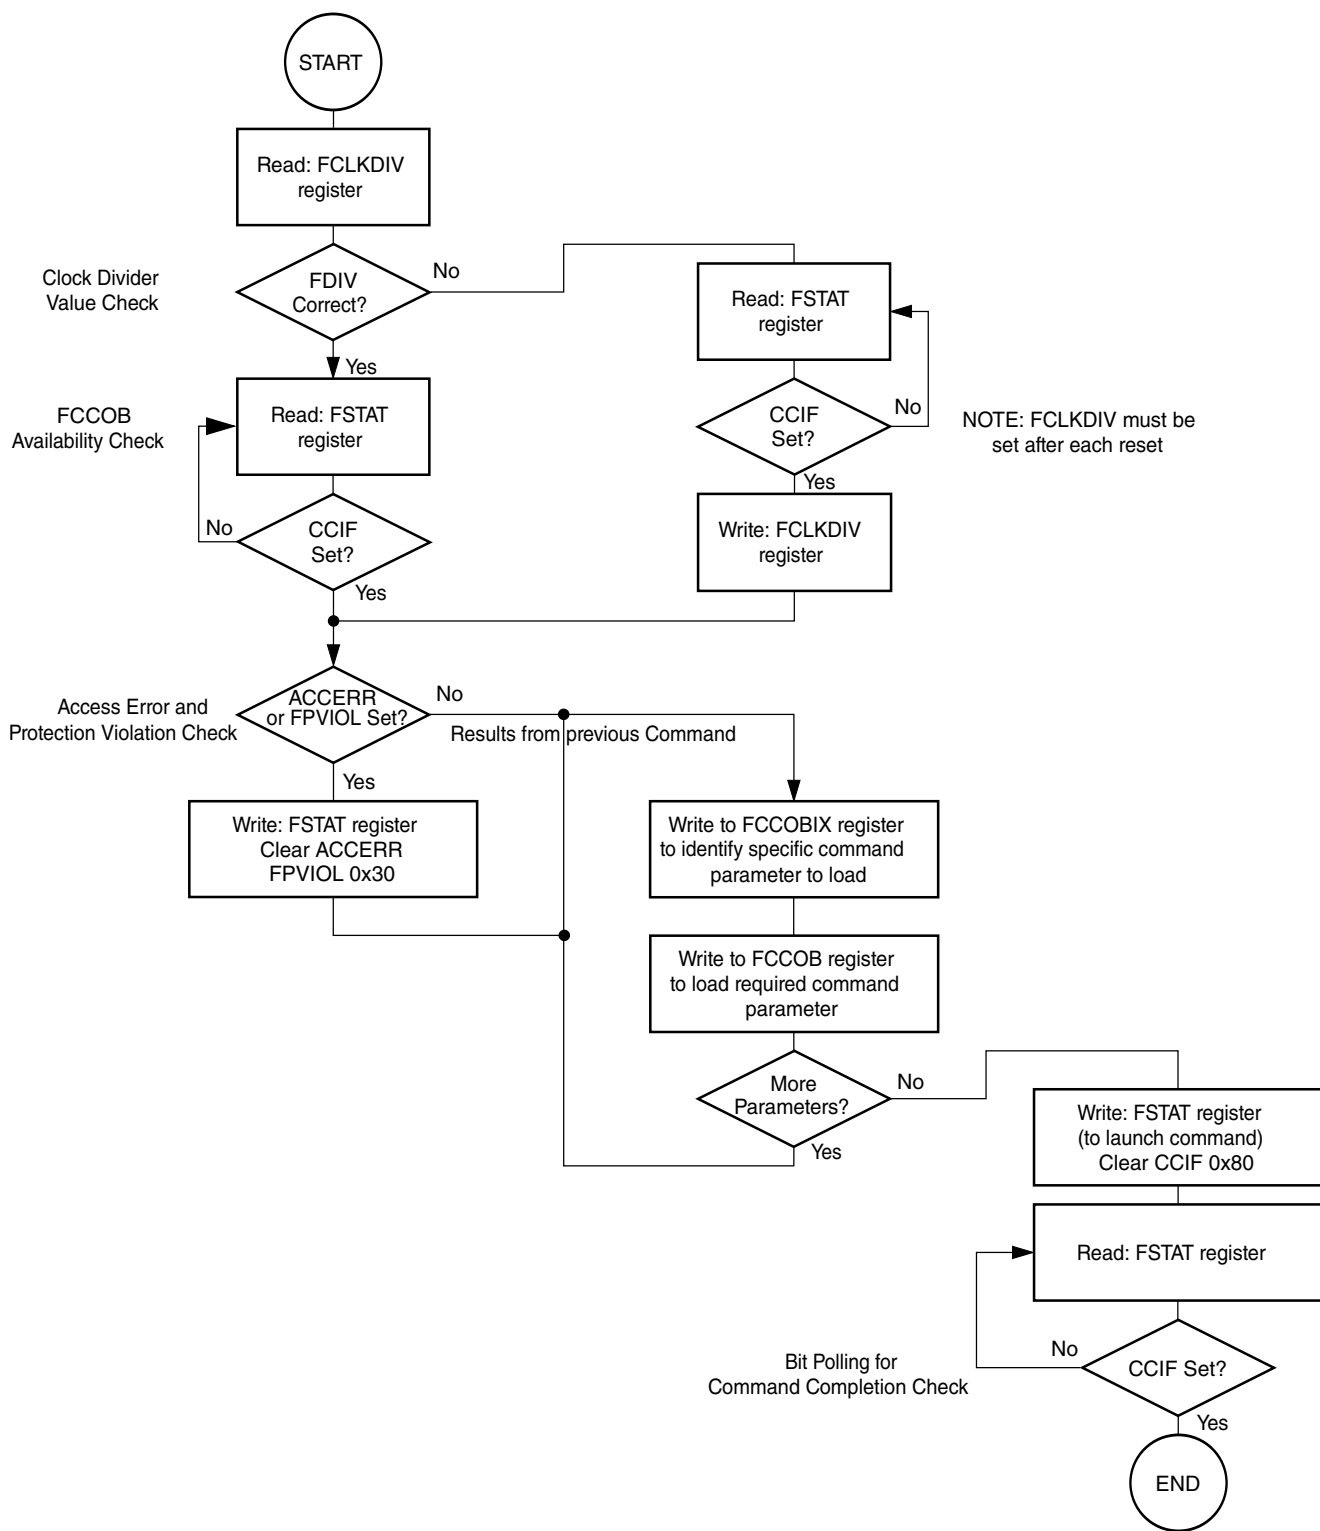 START
Read: FCLKDIV
register
Clock Divider
Value Check
FDIV
Correct?
No
Yes
Read: FSTAT
register
CCIF
Set?
No
Yes
NOTE: FCLKDIV must be
set after each reset
Write: FCLKDIV
register
FCCOB
Availability Check
Read: FSTAT
register
No
CCIF
Set?
Yes
Access Error and
Protection Violation Check
ACCERR
or FPVIOL Set?
No
Results from previous Command
Yes
Write: FSTAT register
Clear ACCERR
FPVIOL 0x30
Write to FCCOBIX register
to identify specific command
parameter to load
Write to FCCOB register
to load required command
parameter
More
Parameters?
No
Yes
Write: FSTAT register
(to launch command)
Clear CCIF 0x80
Read: FSTAT register
Bit Polling for
Command Completion Check
No
CCIF Set?
Yes
END